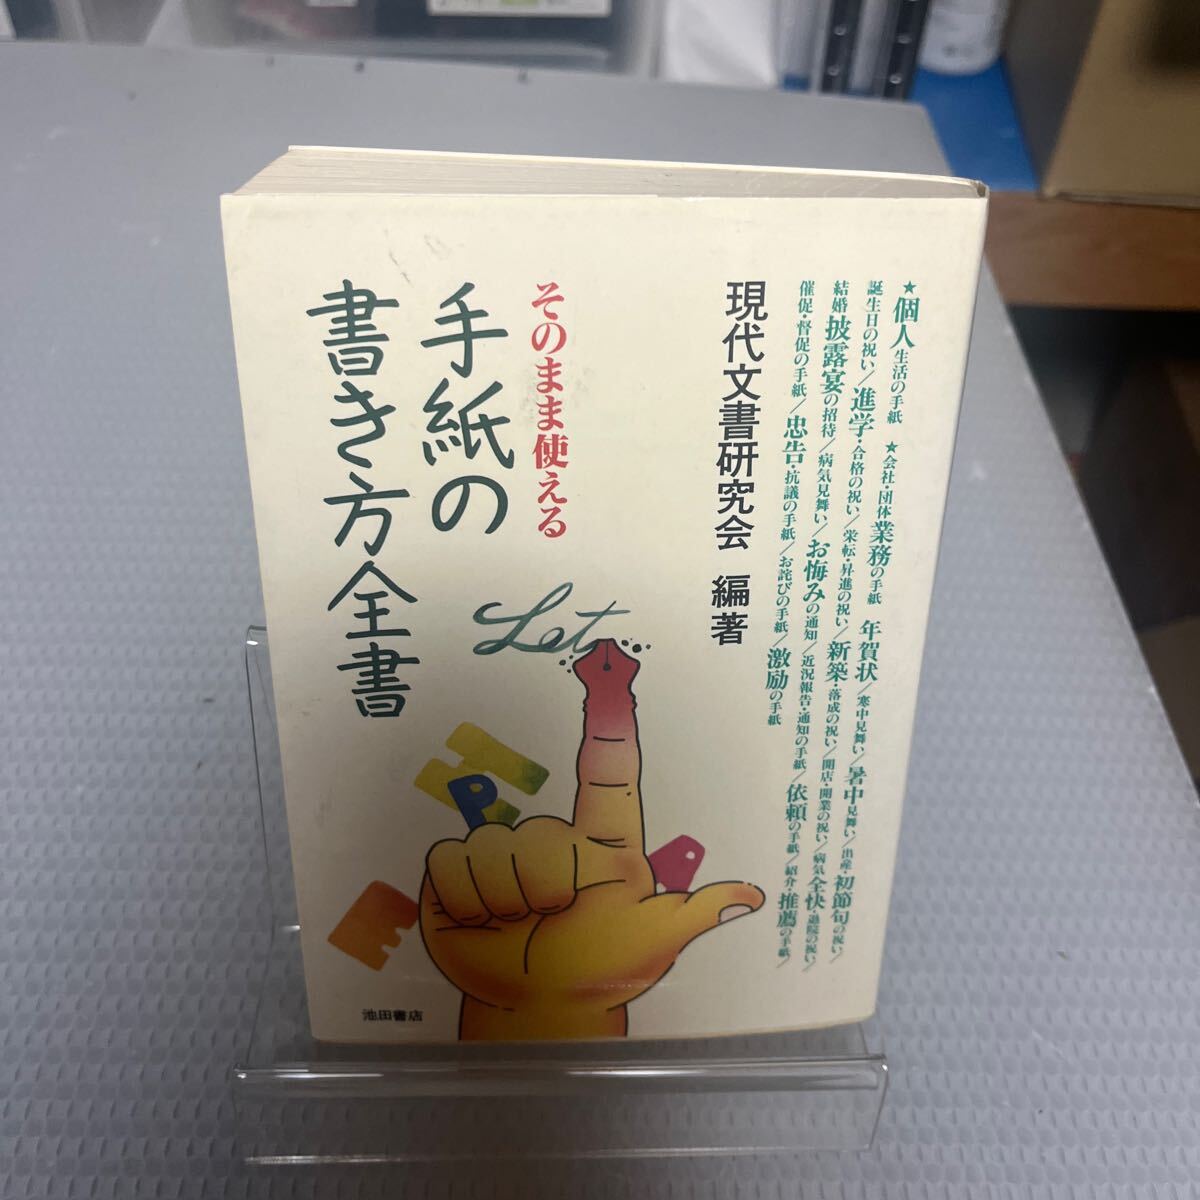 ★個人生活の手紙 ★会社・団体業務の手紙 年賀状／寒中見舞い／暑中見舞い／出産・初節句の祝い／
誕生日の祝い／進学・合格の祝い／栄転・昇進の祝い／新築・落成の祝い／開店・開業の祝い／病気全快・退院の祝い／
結婚披露宴の招待／病気見舞い／お悔みの通知／近況報告・通知の手紙／依頼の手紙／紹介・推薦の手紙／
催促・督促の手紙／忠告・抗議の手紙／お詫びの手紙／激励の手紙
現代文書研究会 編著
そのまま使える
手紙の
書き方全書
Let
P
E
池田書店